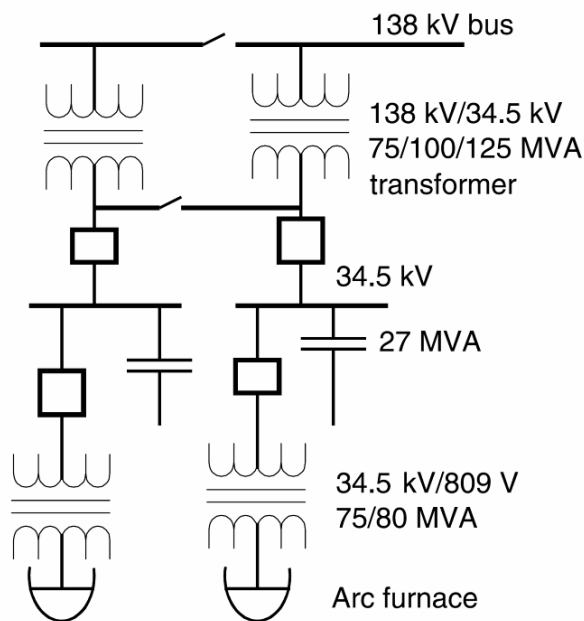 138 kV bus
138 kV/34.5 kV
75/100/125 MVA
transformer
34.5 kV
27 MVA
34.5 kV/809 V
75/80 MVA
Arc furnace